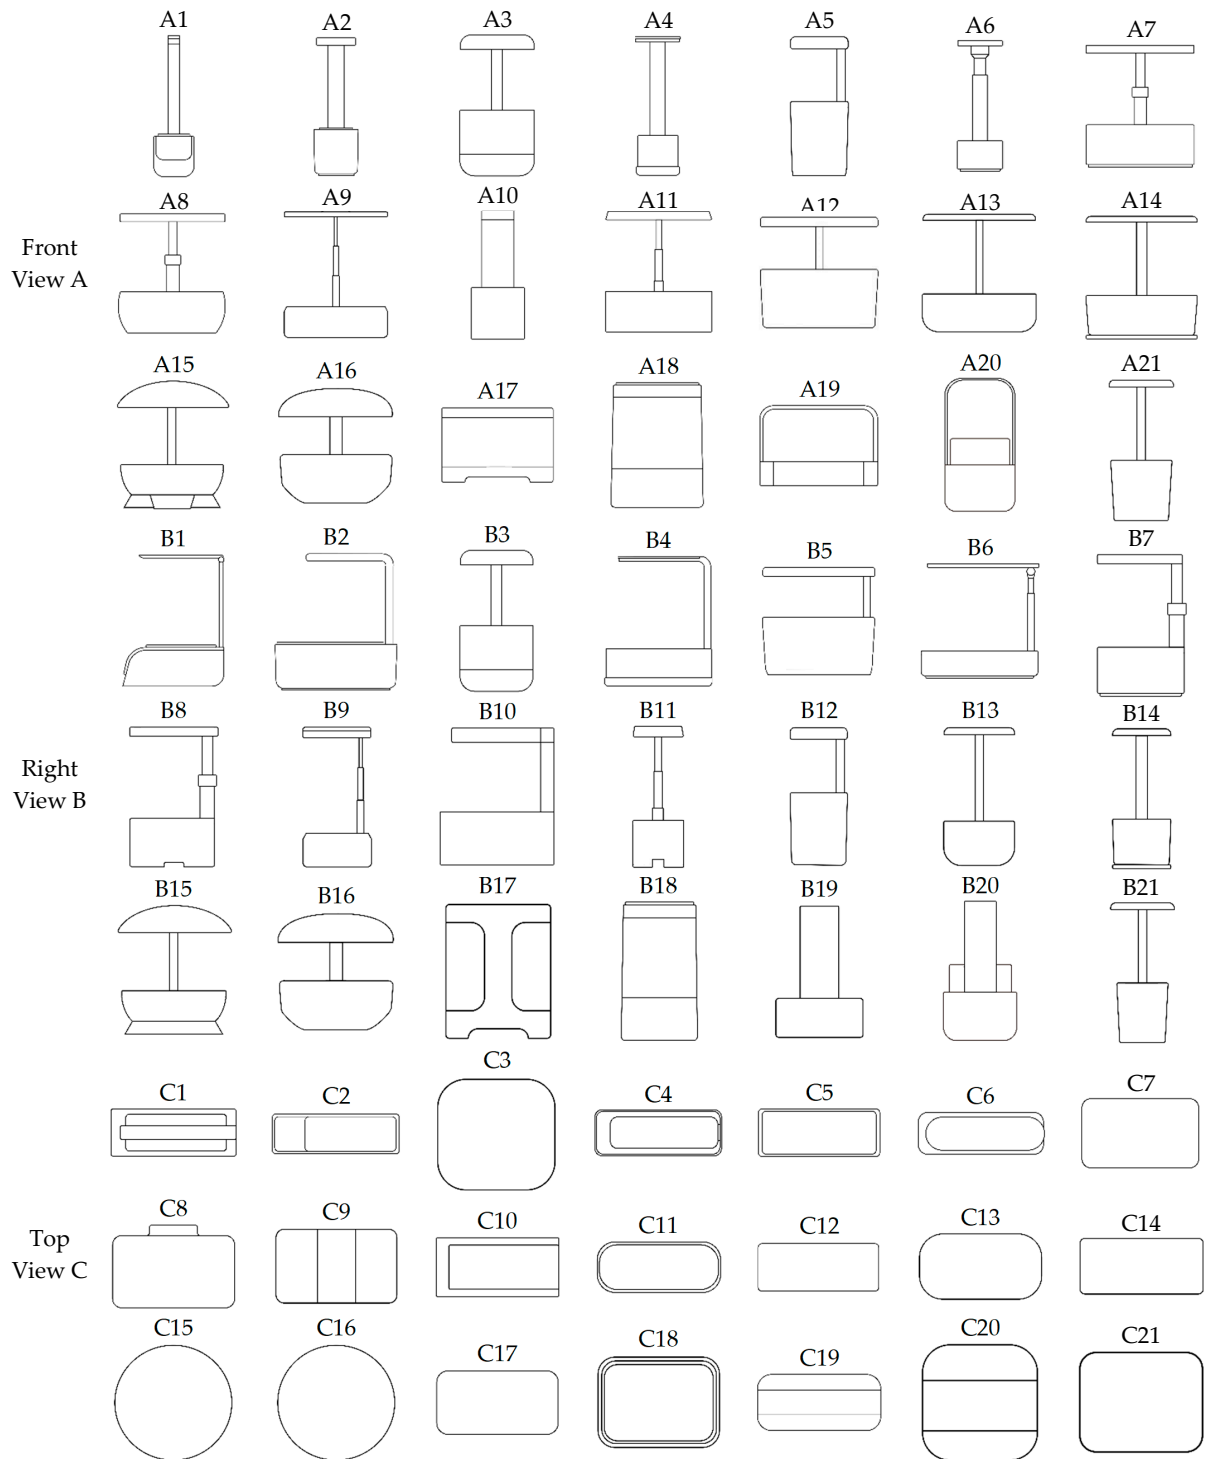 A1 A2 A3 A4 A5 A6 A7
A8 A9 A10 A11 A12 A13 A14
Front
View A
A15 A16 A17 A18 A19 A20 A21
B1 B2 B3 B4 B5 B6 B7
B8 B9 B10 B11 B12 B13 B14
Right
View B
B15 B16 B17 B18 B19 B20 B21
C1 C2 C3 C4 C5 C6 C7
C8 C9 C10 C11 C12 C13 C14
Top
View C
C15 C16 C17 C18 C19 C20 C21